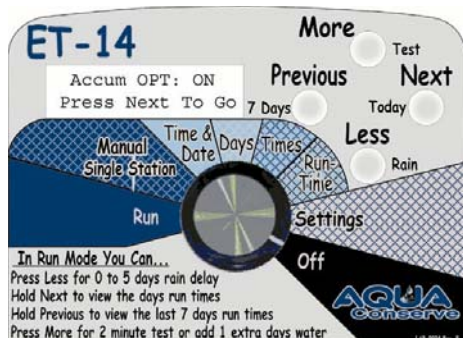 ET-14
Accum OPT: ON
Press Next To Go
More
Test
Previous
7 Days
Next
Today
Less
Rain
Manual
Single Station
Time &
Date
Days
Times
Run-
Time
Run
Settings
Off
In Run Mode You Can...
Press Less for 0 to 5 days rain delay
Hold Next to view the days run times
Hold Previous to view the last 7 days run times
Press More for 2 minute test or add 1 extra days water
AQUA
Conserve